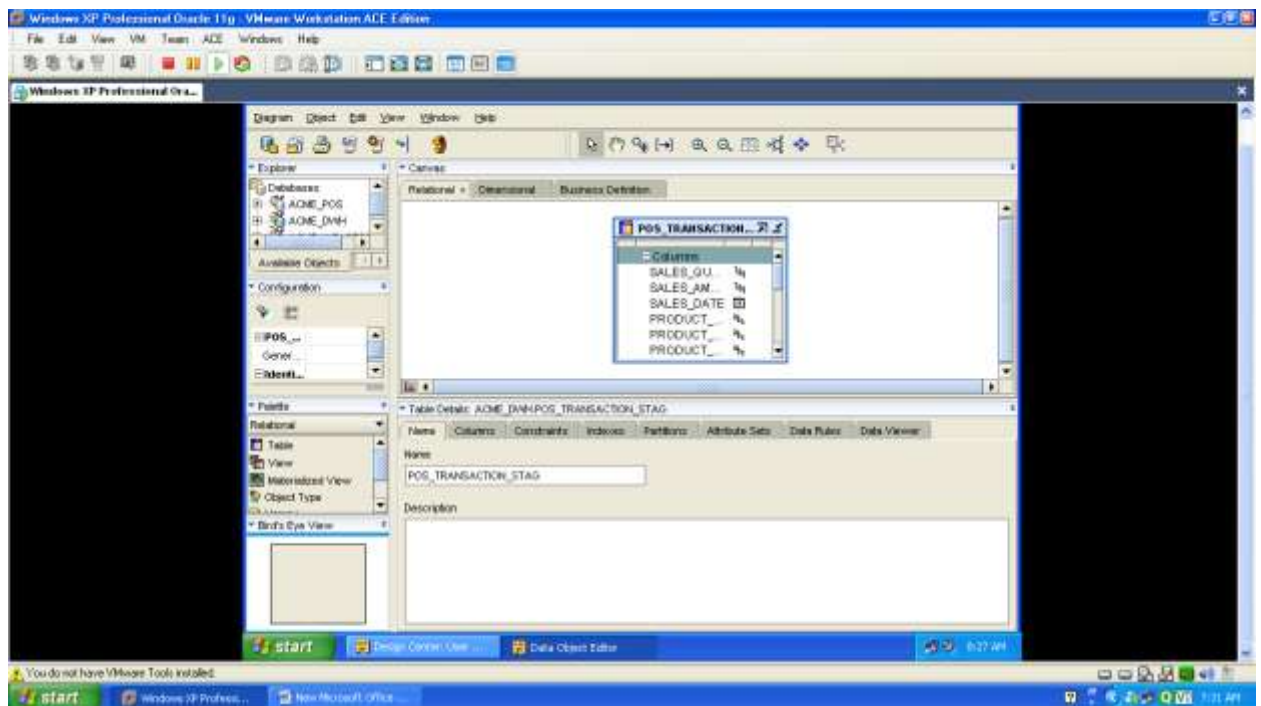 Windows XP Professional Oracle 11g - VMware Workstation ACE Edition
File Edit View VM Team ACE Windows Help
Windows XP Professional Ora...
Diagram Object Edit View Window Help
Explorer
Canvas
Databases
ACME_POS
ACME_DWH
Available Objects
Relational Dimensional Business Definition
POS_TRANSACTION...
Columns
SALES_QU...
SALES_AM...
SALES_DATE
PRODUCT_...
PRODUCT_...
PRODUCT_...
Configuration
POS_...
Gener...
Identi...
Palette
Relational
Table
View
Materialized View
Object Type
Bird's Eye View
Table Details: ACME_DWH.POS_TRANSACTION_STAG
Name Columns Constraints Indexes Partitions Attribute Sets Data Rules Data Viewer
Name
POS_TRANSACTION_STAG
Description
start Design Center: Use ... Data Object Editor 6:27 AM
You do not have VMware Tools installed.
start Windows XP Profess... New Microsoft Office ... 7:31 AM